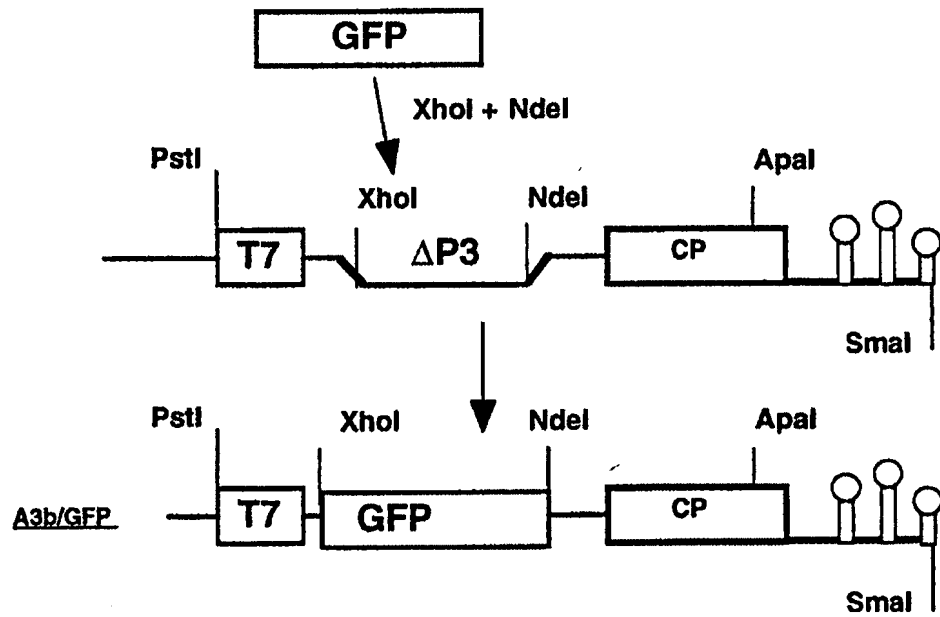 GFP
XhoI + NdeI
PstI
ApaI
XhoI
NdeI
T7
ΔP3
CP
SmaI
PstI
XhoI
NdeI
ApaI
A3b/GFP
T7
GFP
CP
SmaI